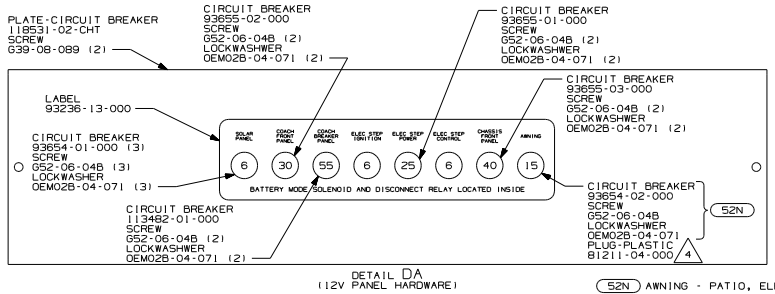 PLATE-CIRCUIT BREAKER
118531-02-CHT
SCREW
G39-08-089 (2)
CIRCUIT BREAKER
93655-02-000
SCREW
G52-06-04B (2)
LOCKWASHWER
OEM02B-04-071 (2)
CIRCUIT BREAKER
93655-01-000
SCREW
G52-06-04B (2)
LOCKWASHWER
OEM02B-04-071 (2)
CIRCUIT BREAKER
93655-03-000
SCREW
G52-06-04B (2)
LOCKWASHWER
OEM02B-04-071 (2)
LABEL
93236-13-000
CIRCUIT BREAKER
93654-01-000 (3)
SCREW
G52-06-04B (3)
LOCKWASHER
OEM02B-04-071 (3)
SOLAR PANEL
COACH FRONT PANEL
COACH BREAKER PANEL
ELEC STEP IGNITION
ELEC STEP POWER
ELEC STEP CONTROL
CHASSIS FRONT PANEL
AWNING
6 30 55 6 25 6 40 15
BATTERY MODE SOLENOID AND DISCONNECT RELAY LOCATED INSIDE
CIRCUIT BREAKER
113482-01-000
SCREW
G52-06-04B (2)
LOCKWASHWER
OEM02B-04-071 (2)
CIRCUIT BREAKER
93654-02-000
SCREW
G52-06-04B
LOCKWASHWER
OEM02B-04-071
PLUG-PLASTIC
81211-04-000
4
52N
DETAIL DA
(12V PANEL HARDWARE)
52N AWNING - PATIO, ELE